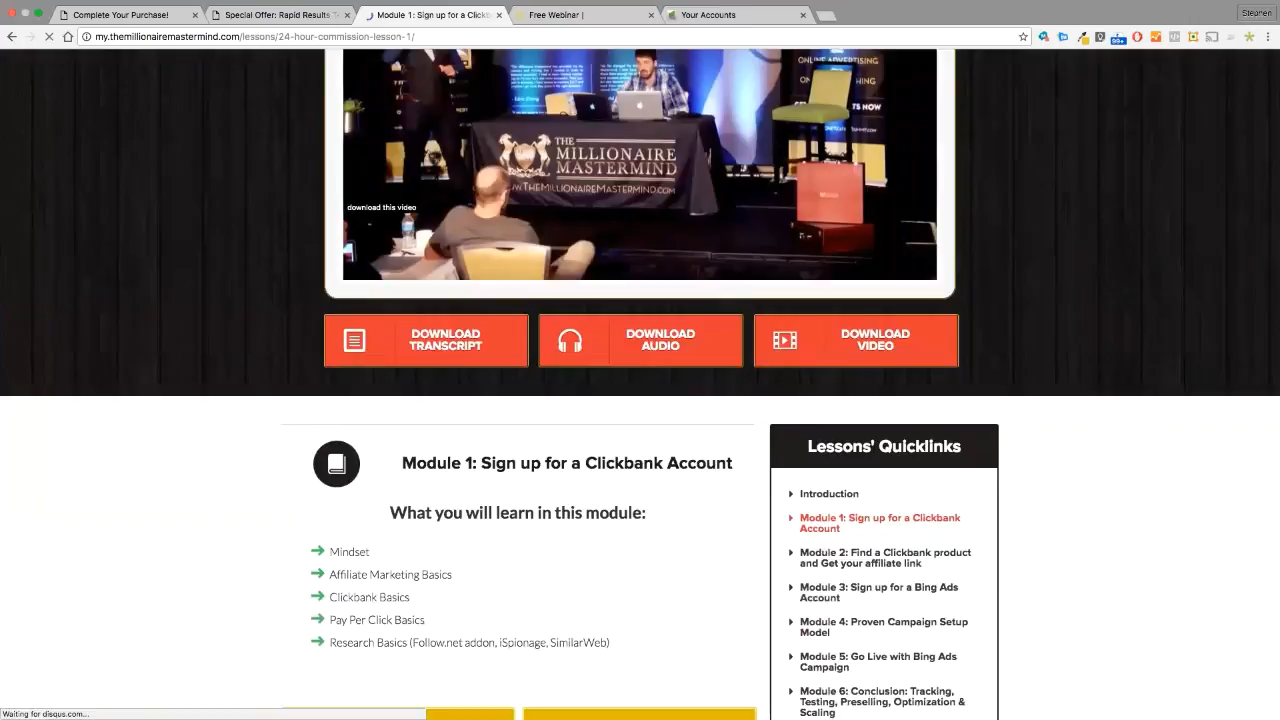 Complete Your Purchase!
Special Offer: Rapid Results T
Module 1: Sign up for a Clickb
Free Webinar |
Your Accounts
Stephen
my.themillionairemastermind.com/lessons/24-hour-commission-lesson-1/
99+
ONLINE ADVERTISING
TS NOW
THE
MILLIONAIRE
MASTERMIND
WWW.THEMILLIONAIREMASTERMIND.COM
download this video
DOWNLOAD
TRANSCRIPT
DOWNLOAD
AUDIO
DOWNLOAD
VIDEO
Module 1: Sign up for a Clickbank Account
What you will learn in this module:
Mindset
Affiliate Marketing Basics
Clickbank Basics
Pay Per Click Basics
Research Basics (Follow.net addon, iSpionage, SimilarWeb)
Lessons' Quicklinks
Introduction
Module 1: Sign up for a Clickbank
Account
Module 2: Find a Clickbank product
and Get your affiliate link
Module 3: Sign up for a Bing Ads
Account
Module 4: Proven Campaign Setup
Model
Module 5: Go Live with Bing Ads
Campaign
Module 6: Conclusion: Tracking,
Testing, Preselling, Optimization &
Scaling
Waiting for disqus.com...